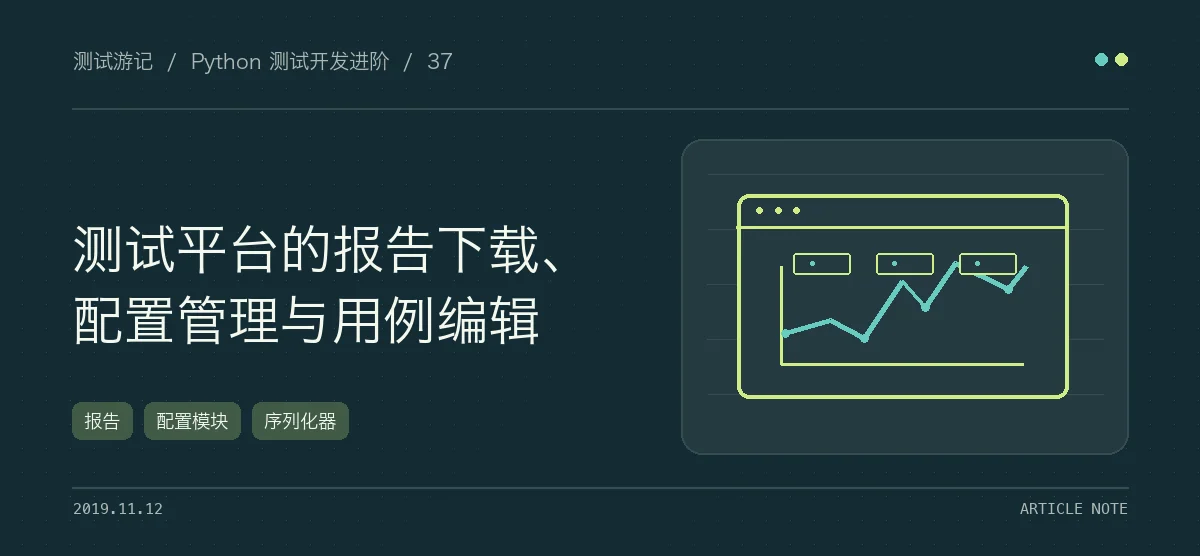 测试游记 / Python 测试开发进阶 / 37
测试平台的报告下载、
配置管理与用例编辑
报告 配置模块 序列化器
2019.11.12 ARTICLE NOTE